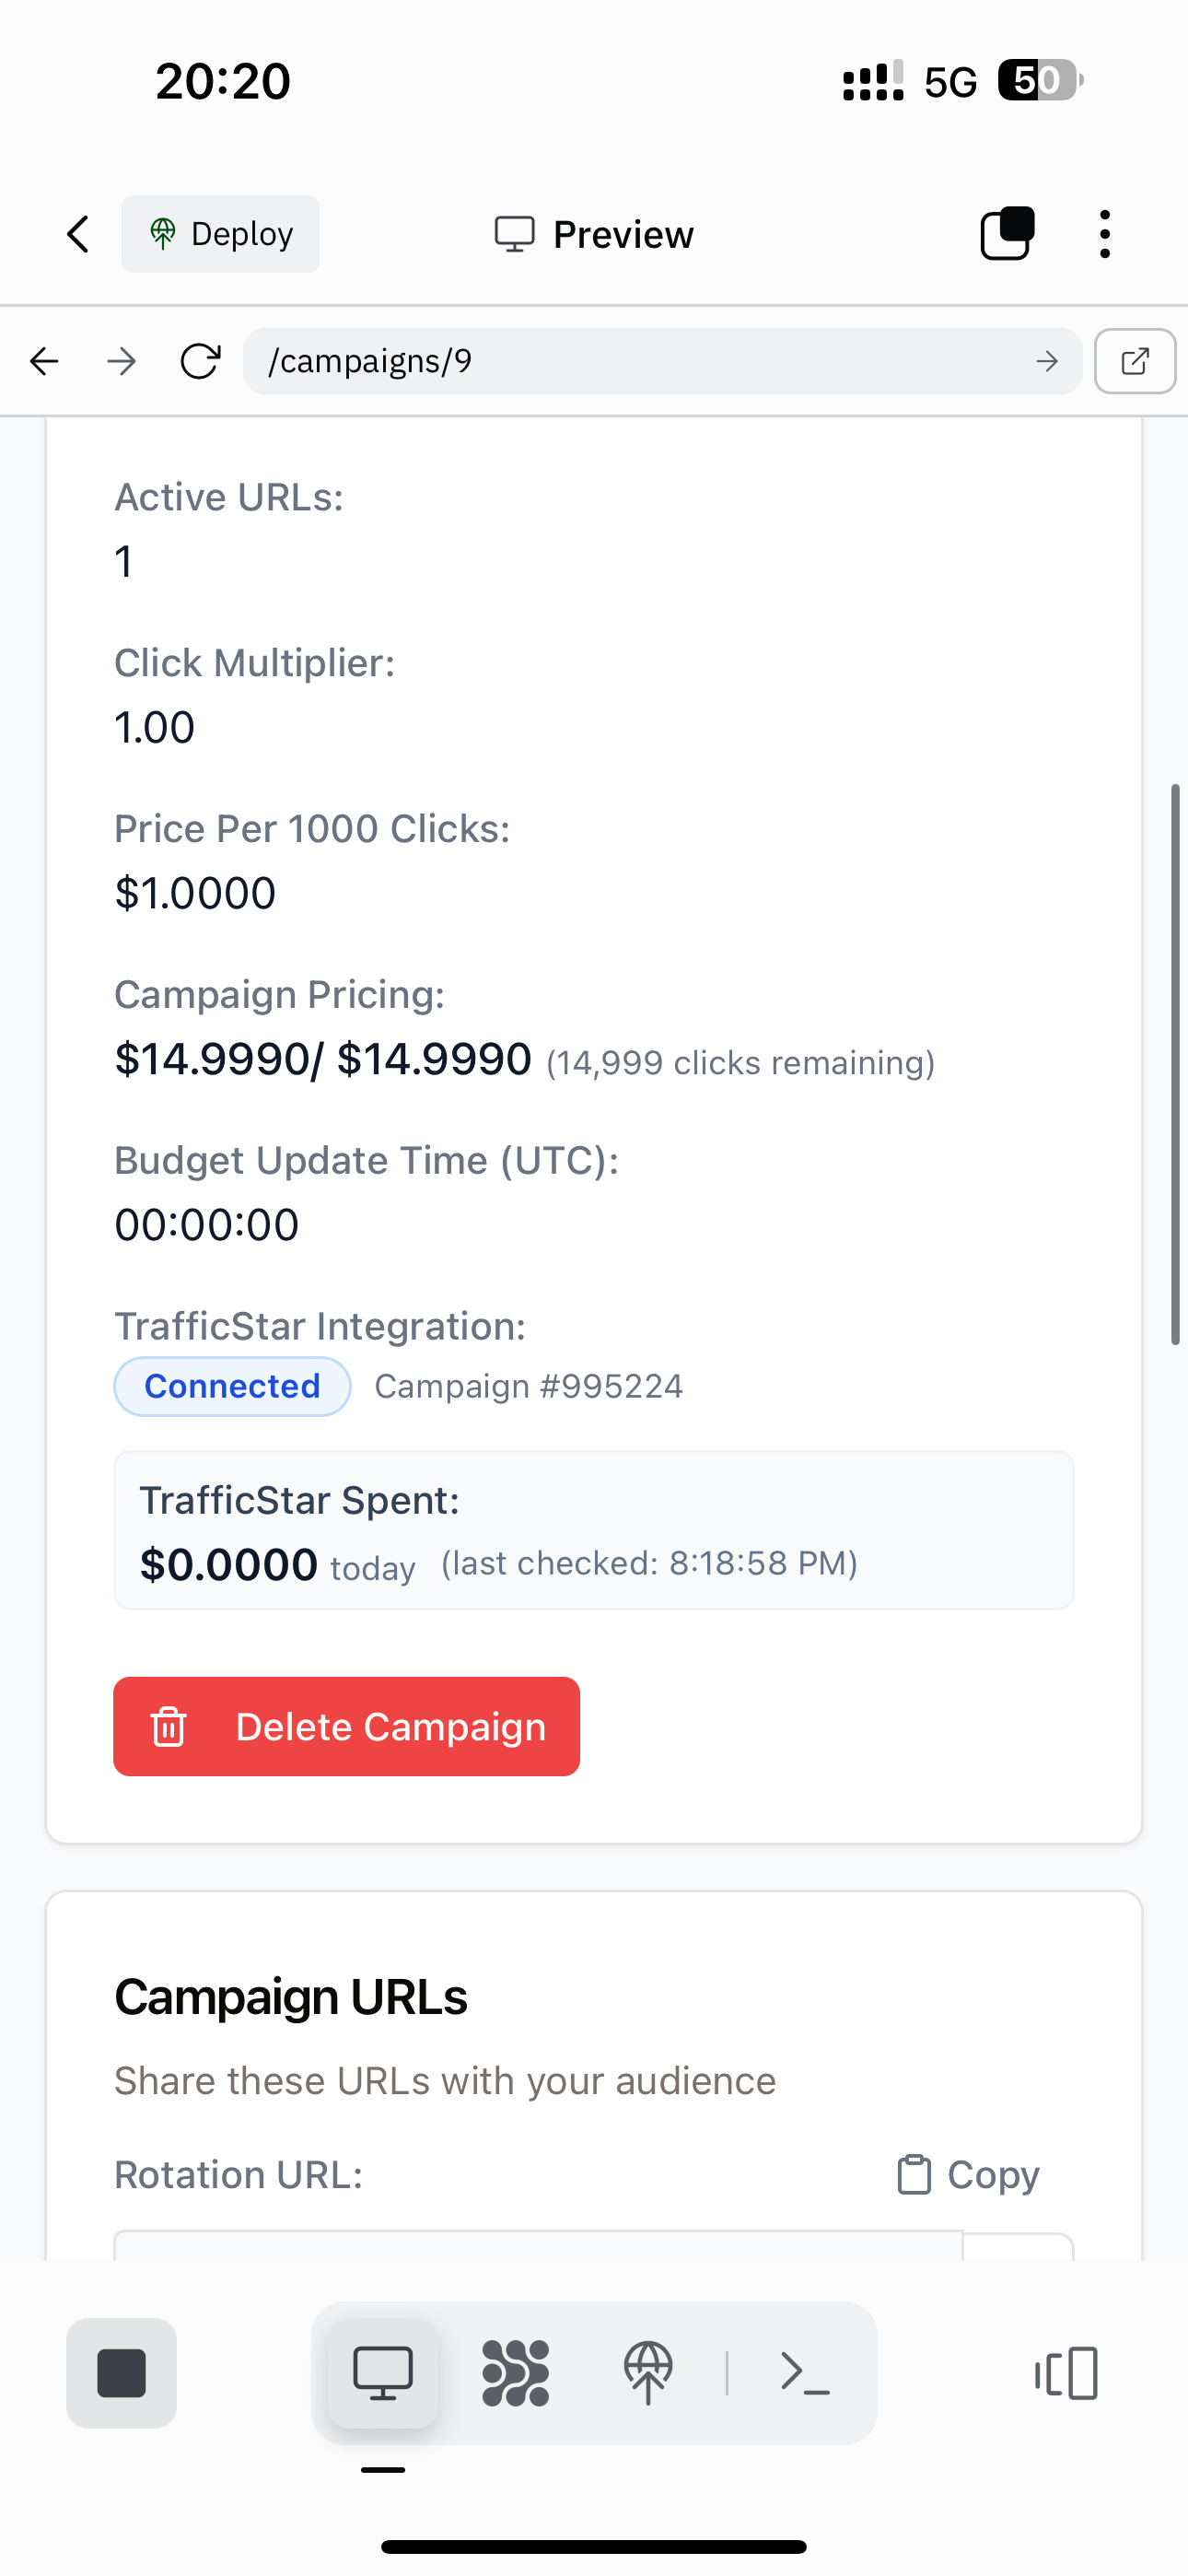 20:20
5G 50
Deploy
Preview
/campaigns/9
Active URLs:
1
Click Multiplier:
1.00
Price Per 1000 Clicks:
$1.0000
Campaign Pricing:
$14.9990/ $14.9990 (14,999 clicks remaining)
Budget Update Time (UTC):
00:00:00
TrafficStar Integration:
Connected Campaign #995224
TrafficStar Spent:
$0.0000 today (last checked: 8:18:58 PM)
Delete Campaign
Campaign URLs
Share these URLs with your audience
Rotation URL:
Copy